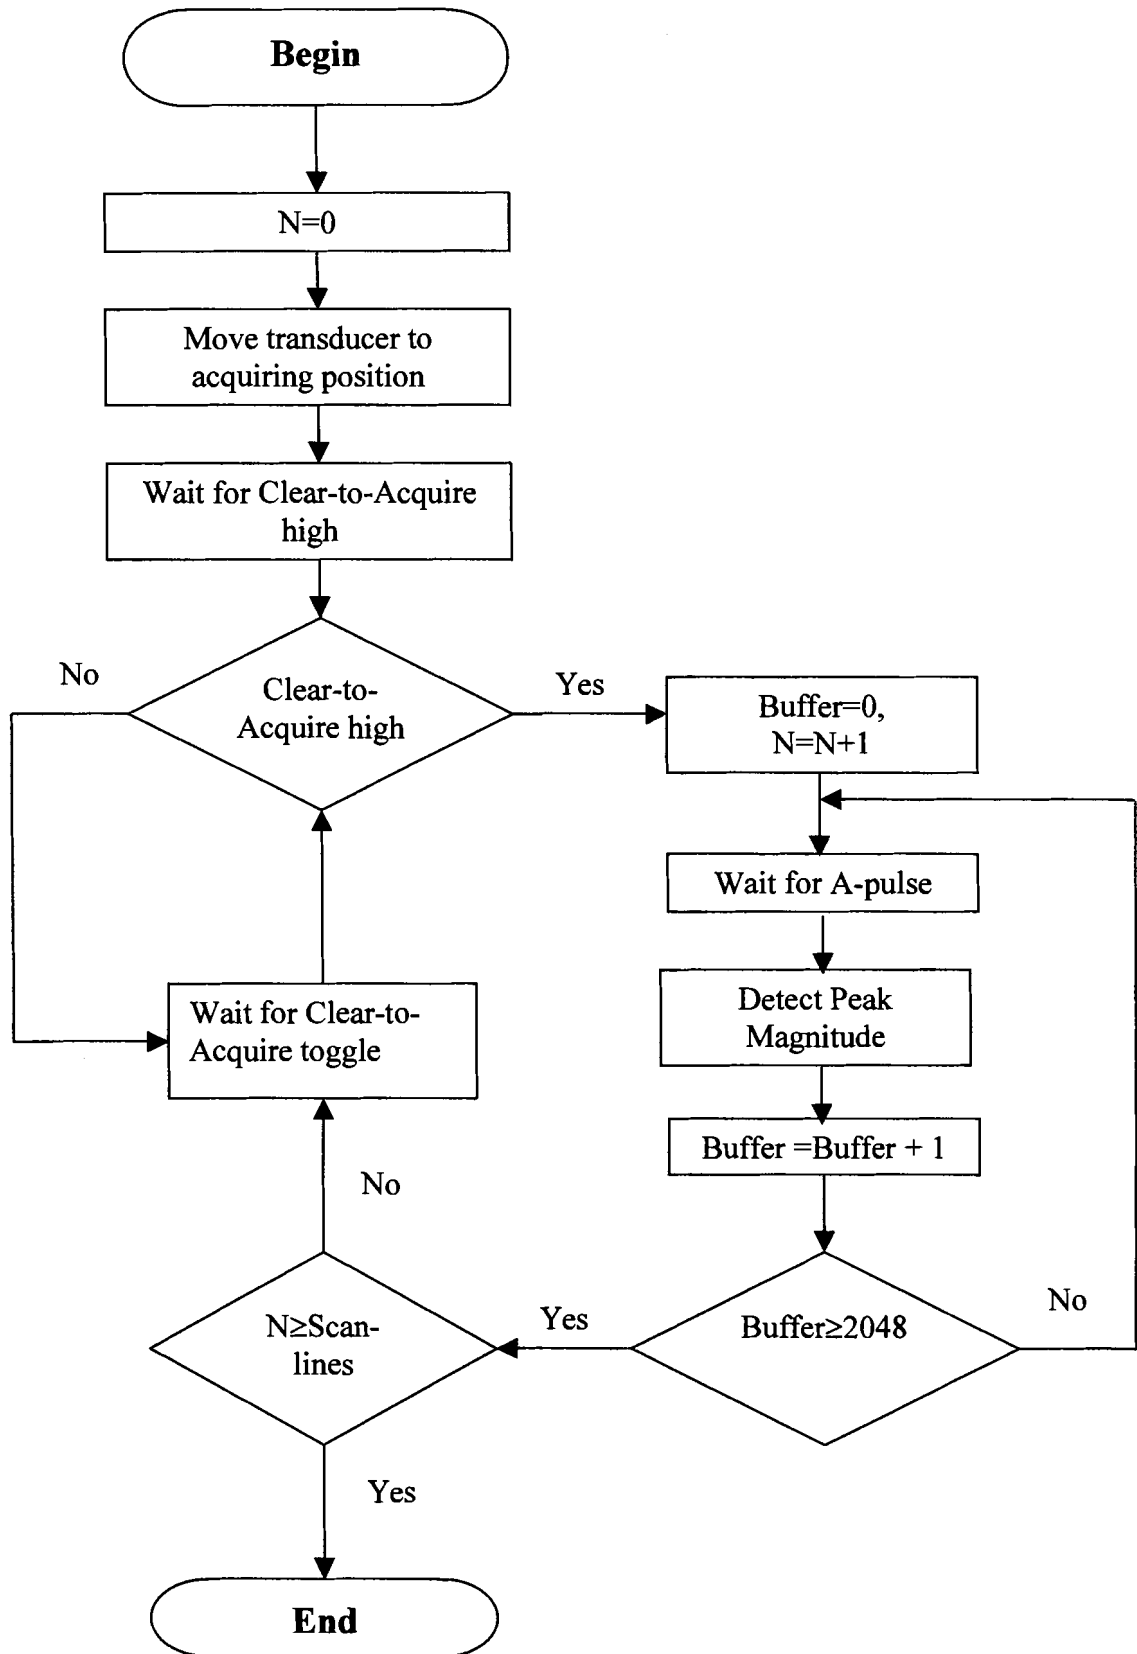 Begin
N=0
Move transducer to
acquiring position
Wait for Clear-to-Acquire
high
No
Clear-to-
Acquire high
Yes
Buffer=0,
N=N+1
Wait for A-pulse
Detect Peak
Magnitude
Buffer =Buffer + 1
Buffer≥2048
No
Yes
N≥Scan-
lines
No
Wait for Clear-to-
Acquire toggle
Yes
End